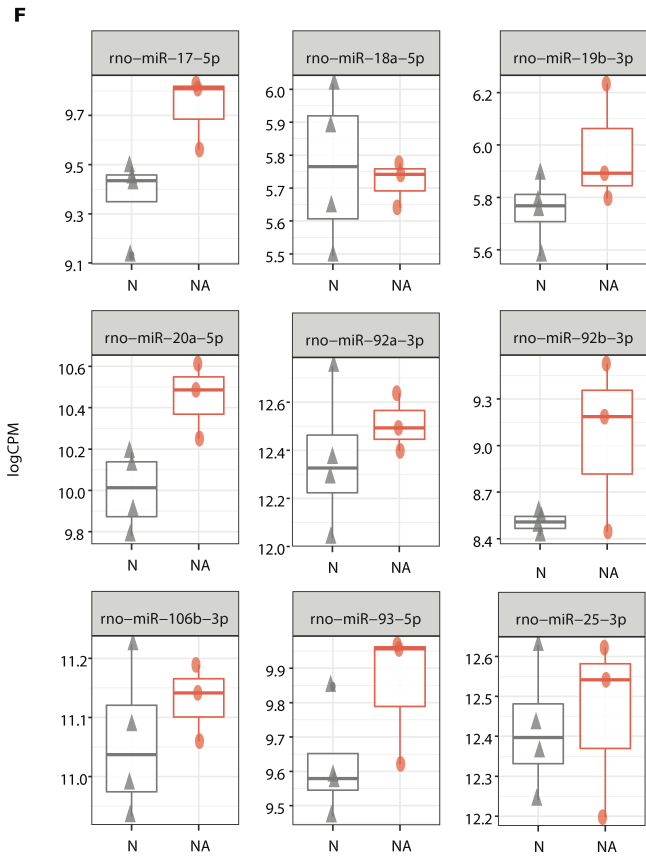 F
rno−miR−17−5p
rno−miR−18a−5p
rno−miR−19b−3p
9.7
9.5
9.3
9.1
N
NA
6.0
5.9
5.8
5.7
5.6
5.5
N
NA
6.2
6.0
5.8
5.6
N
NA
logCPM
rno−miR−20a−5p
rno−miR−92a−3p
rno−miR−92b−3p
10.6
10.4
10.2
10.0
9.8
N
NA
12.6
12.4
12.2
12.0
N
NA
9.3
9.0
8.7
8.4
N
NA
rno−miR−106b−3p
rno−miR−93−5p
rno−miR−25−3p
11.2
11.1
11.0
N
NA
9.9
9.8
9.7
9.6
9.5
N
NA
12.6
12.5
12.4
12.3
12.2
N
NA